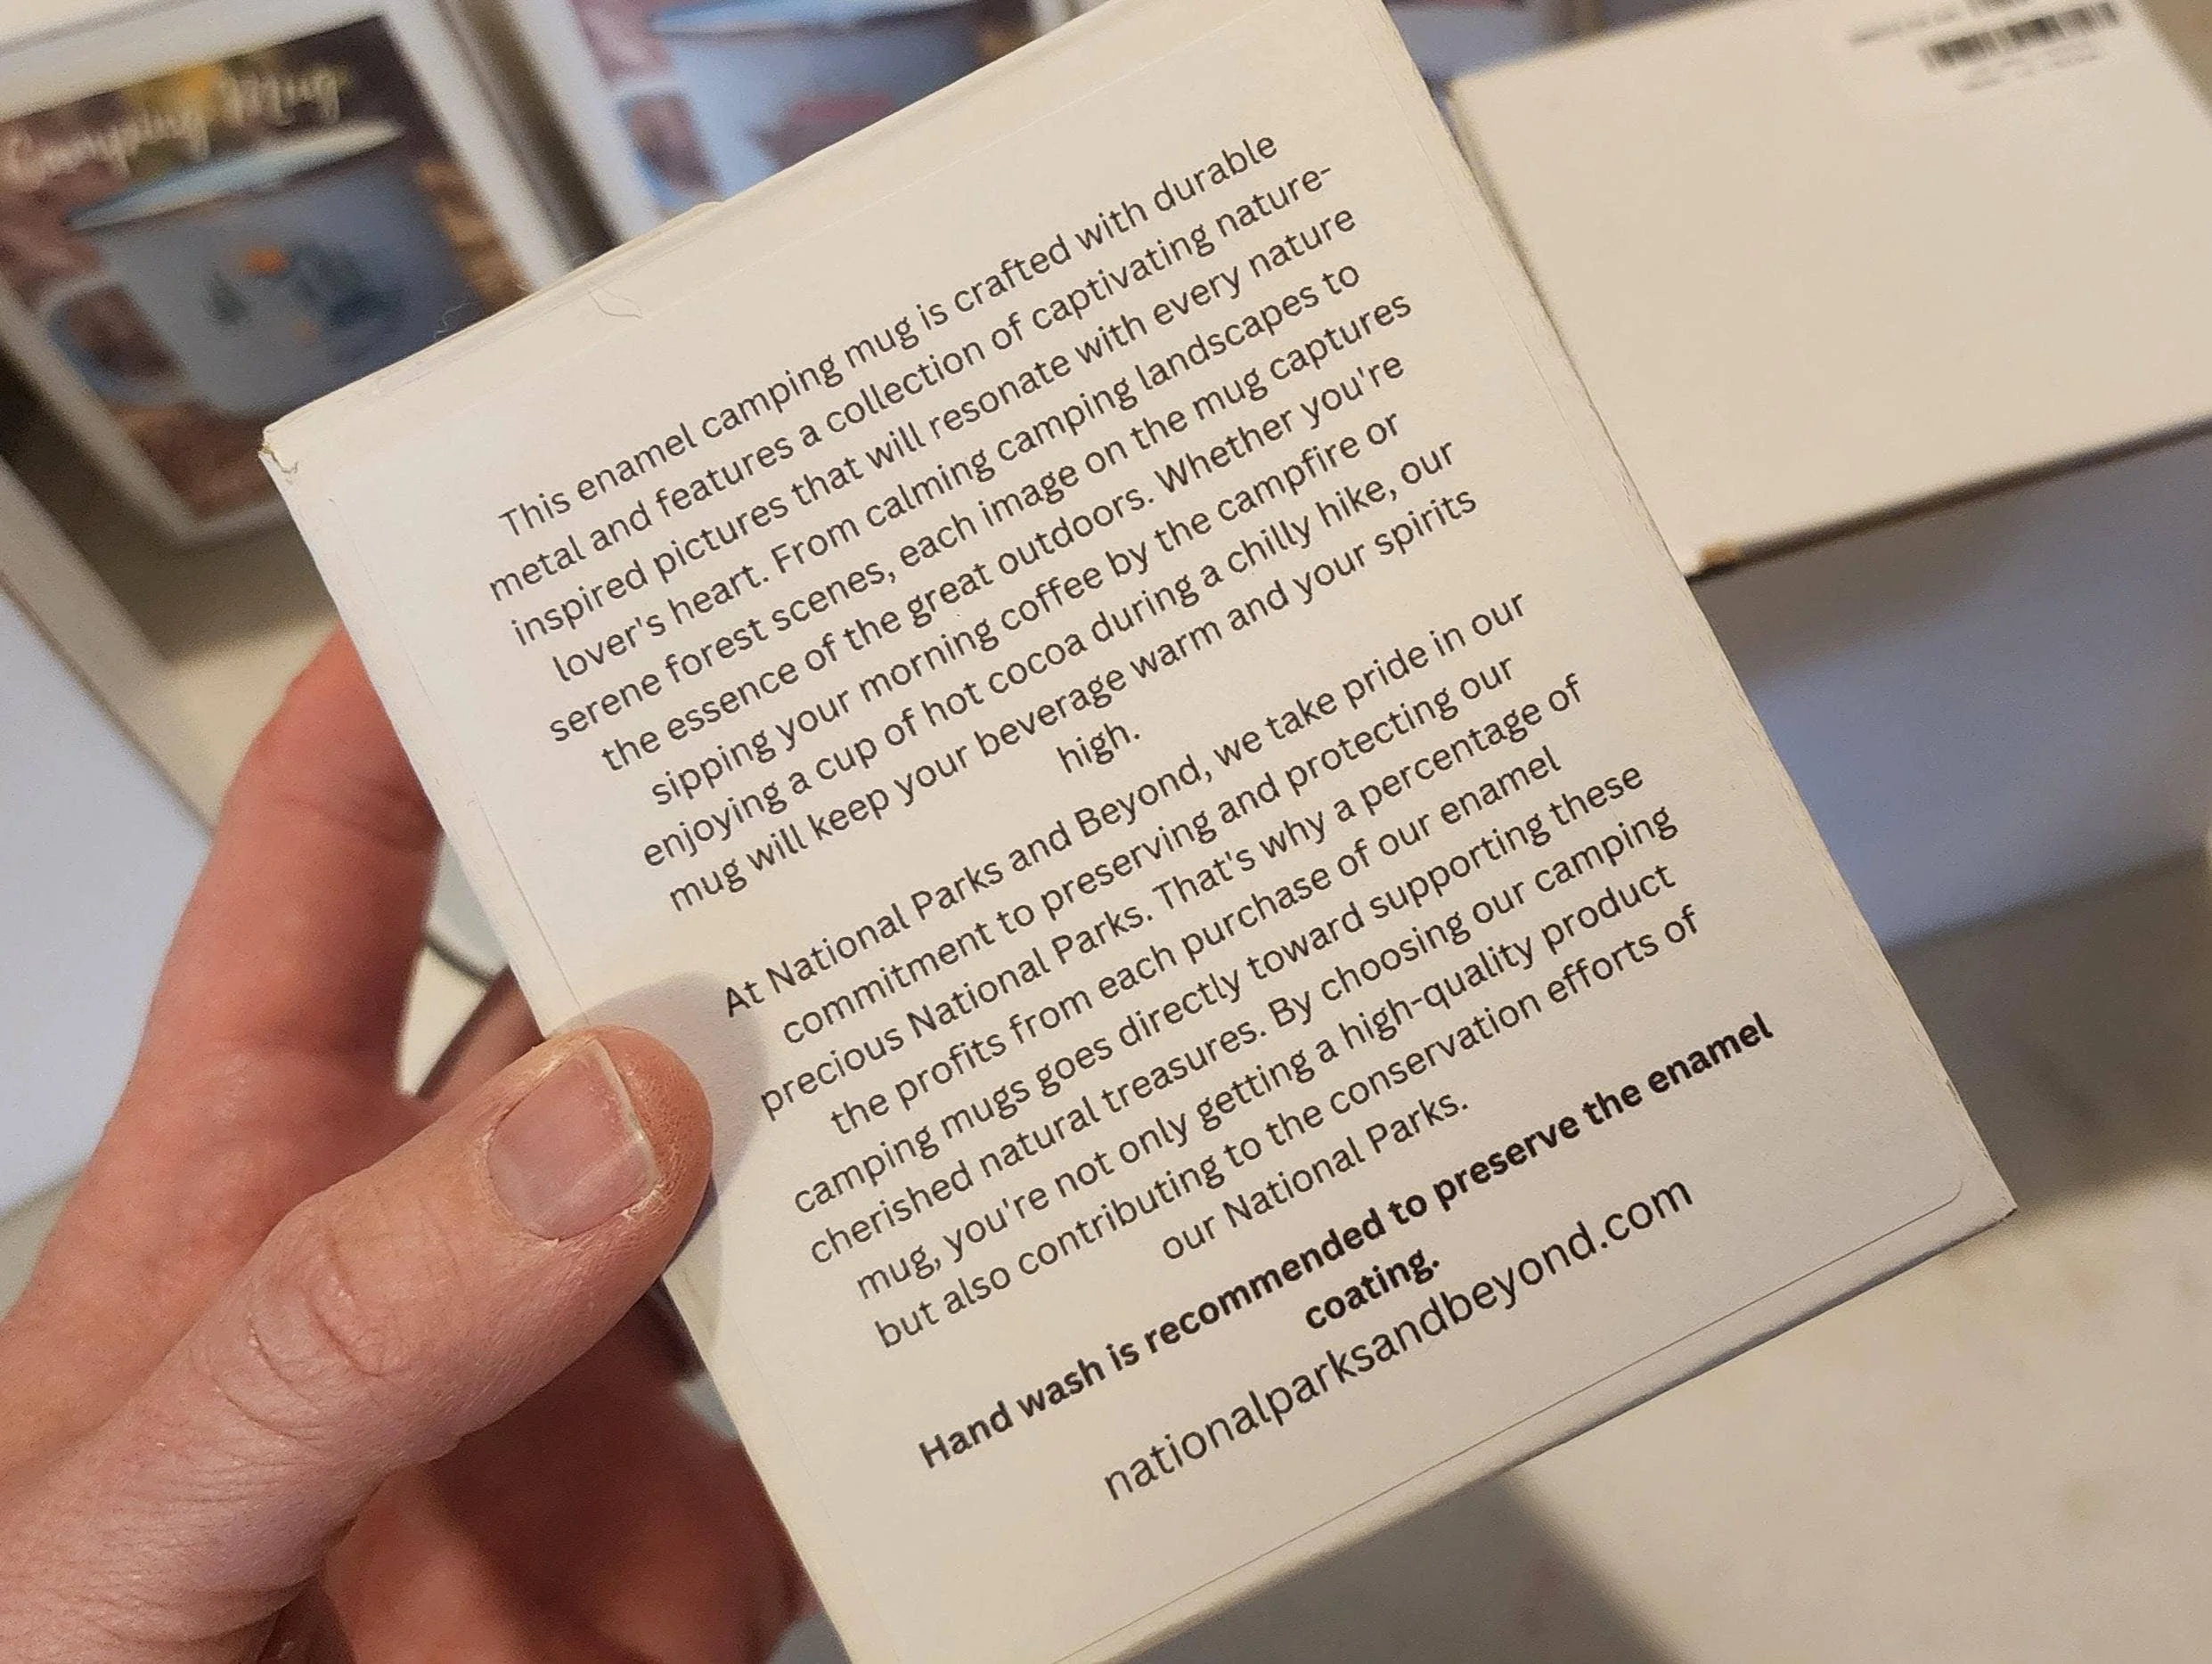 Camping Mug
This enamel camping mug is crafted with durable
metal and features a collection of captivating nature-
inspired pictures that will resonate with every nature
lover's heart. From calming camping landscapes to
serene forest scenes, each image on the mug captures
the essence of the great outdoors. Whether you're
sipping your morning coffee by the campfire or
enjoying a cup of hot cocoa during a chilly hike, our
mug will keep your beverage warm and your spirits
high.
At National Parks and Beyond, we take pride in our
commitment to preserving and protecting our
precious National Parks. That's why a percentage of
the profits from each purchase of our enamel
camping mugs goes directly toward supporting these
cherished natural treasures. By choosing our camping
mug, you're not only getting a high-quality product
but also contributing to the conservation efforts of
our National Parks.
Hand wash is recommended to preserve the enamel
coating.
nationalparksandbeyond.com